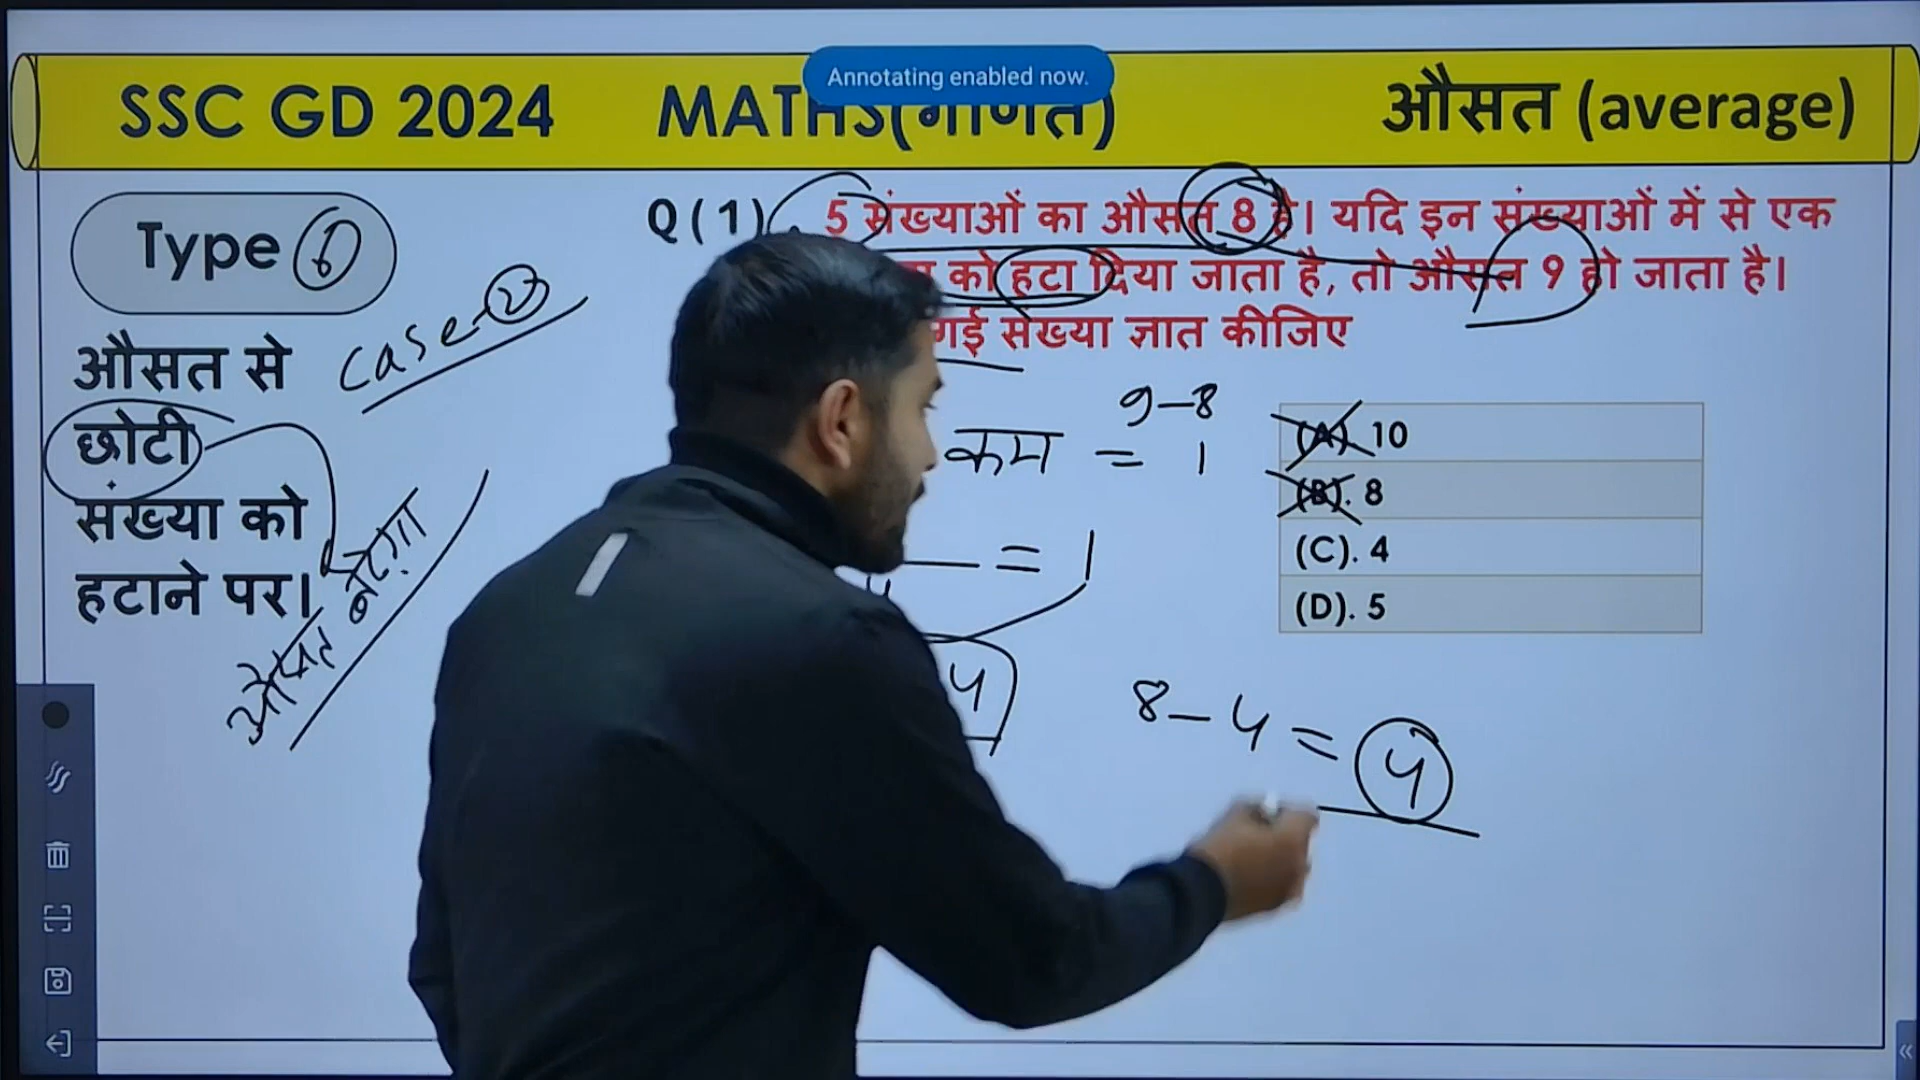 Annotating enabled now.
SSC GD 2024 MATHS(गणित) औसत (average)
Type 6
Case-2
औसत से
छोटी
संख्या को
हटाने पर।
औसत बढ़ेगा
Q(1). 5 संख्याओं का औसत 8 है। यदि इन संख्याओं में से एक
को हटा दिया जाता है, तो औसत 9 हो जाता है।
गई संख्या ज्ञात कीजिए
9-8
कम = 1
= 1
4
8-4=4
(A). 10
(B). 8
(C). 4
(D). 5